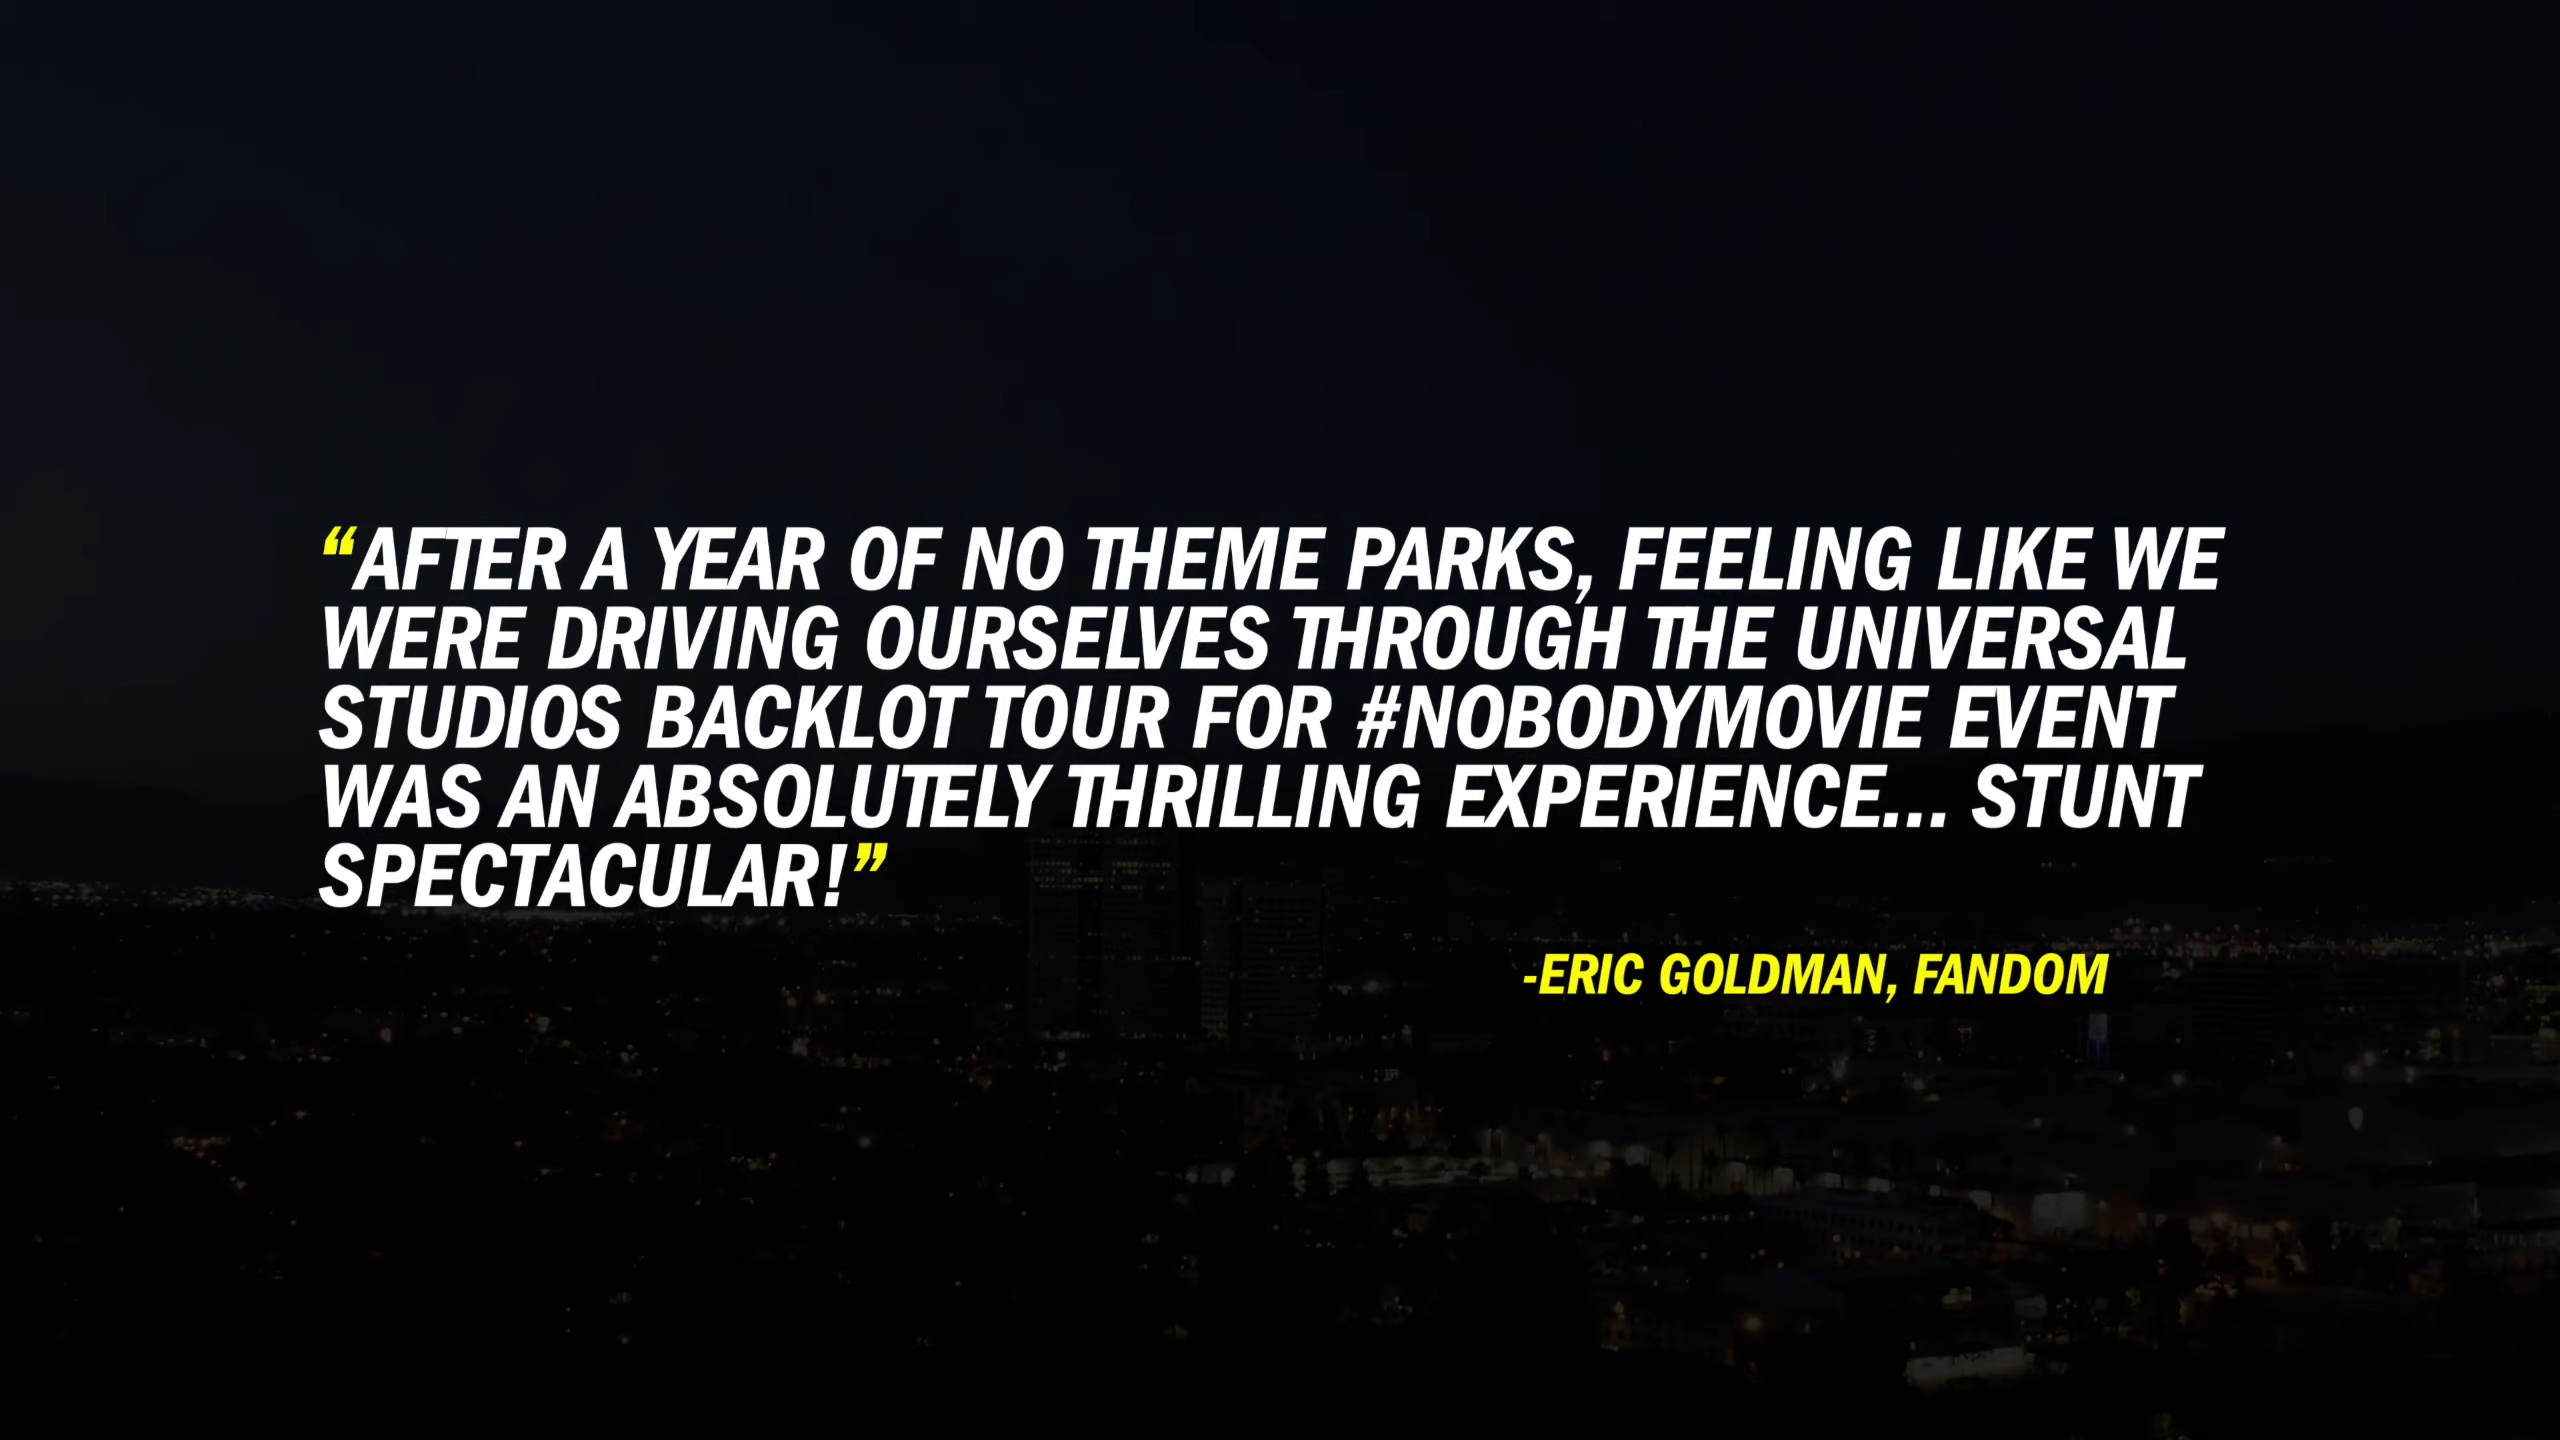 “AFTER A YEAR OF NO THEME PARKS, FEELING LIKE WE
WERE DRIVING OURSELVES THROUGH THE UNIVERSAL
STUDIOS BACKLOT TOUR FOR #NOBODYMOVIE EVENT
WAS AN ABSOLUTELY THRILLING EXPERIENCE... STUNT
SPECTACULAR!”
-ERIC GOLDMAN, FANDOM